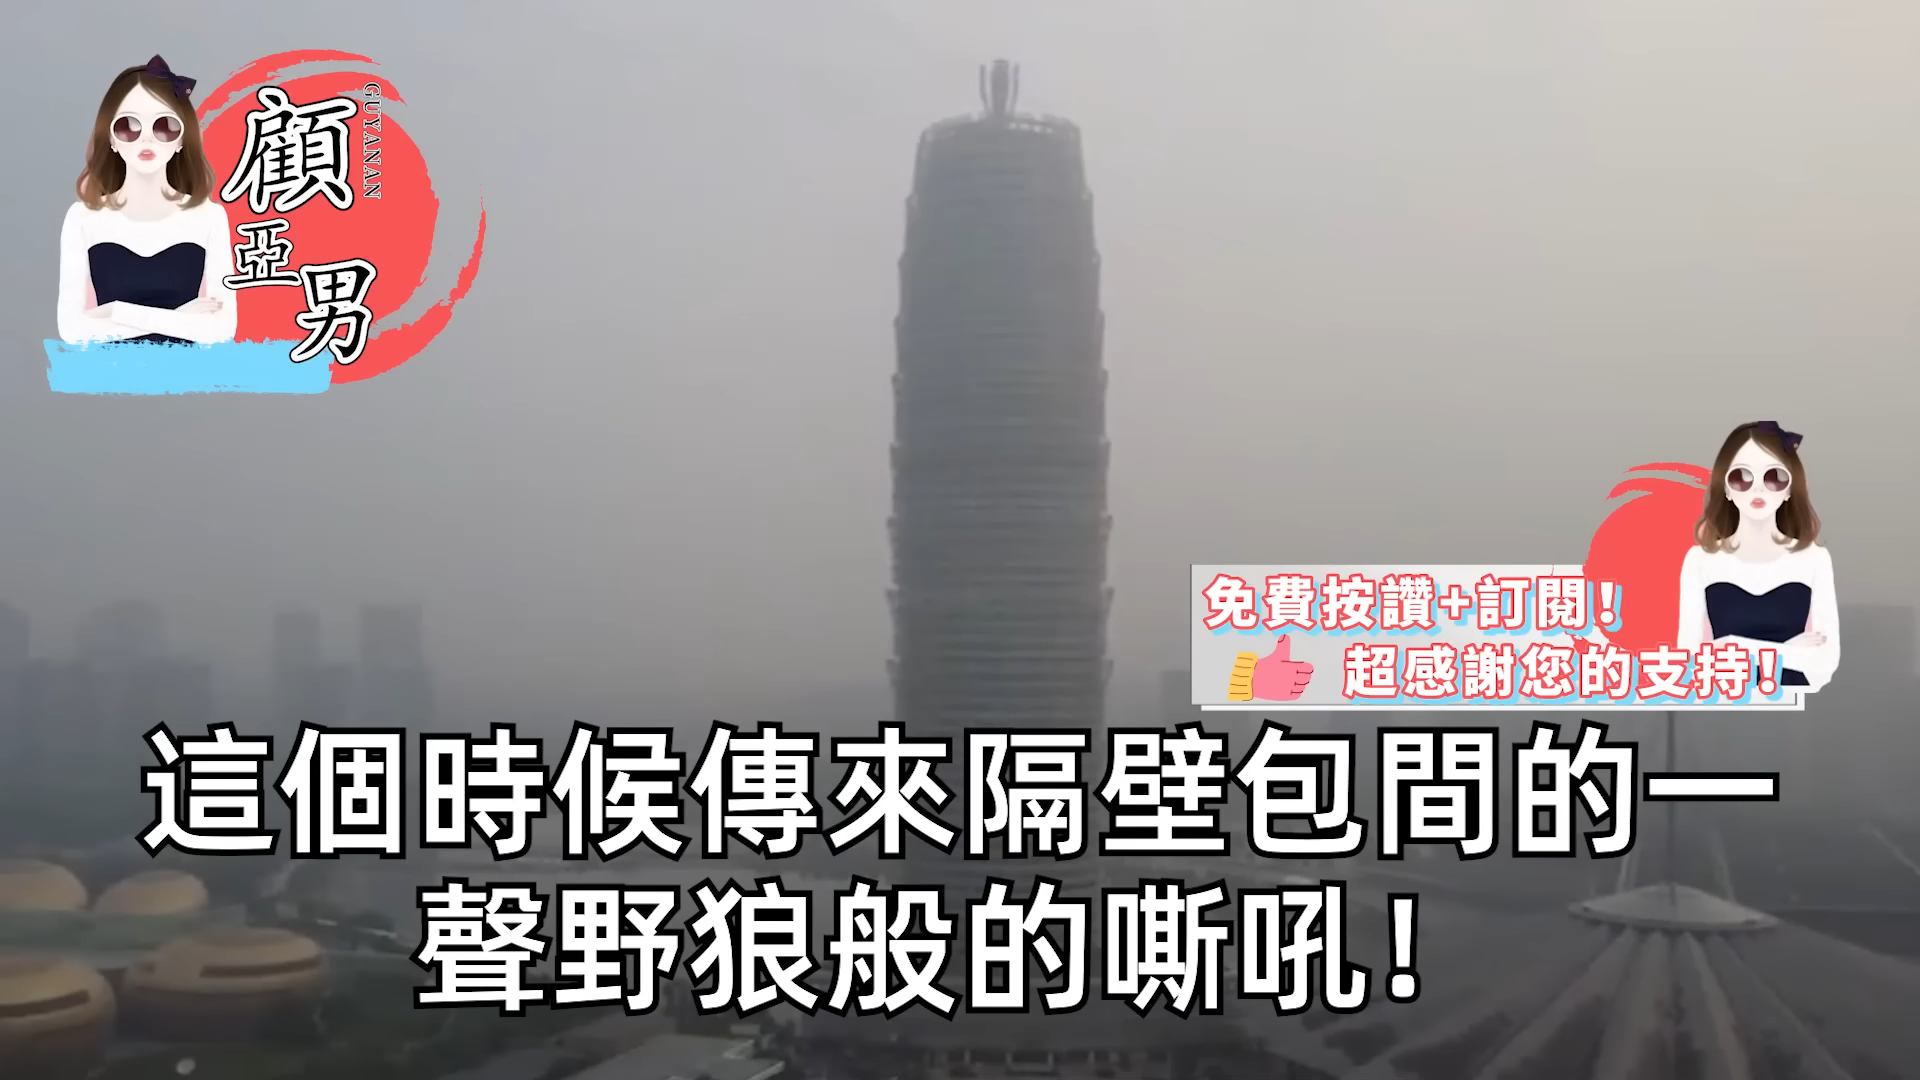 顧亞男
GUYANAN
免費按讚+訂閱!
超感謝您的支持!
這個時候傳來隔壁包間的一
聲野狼般的嘶吼!